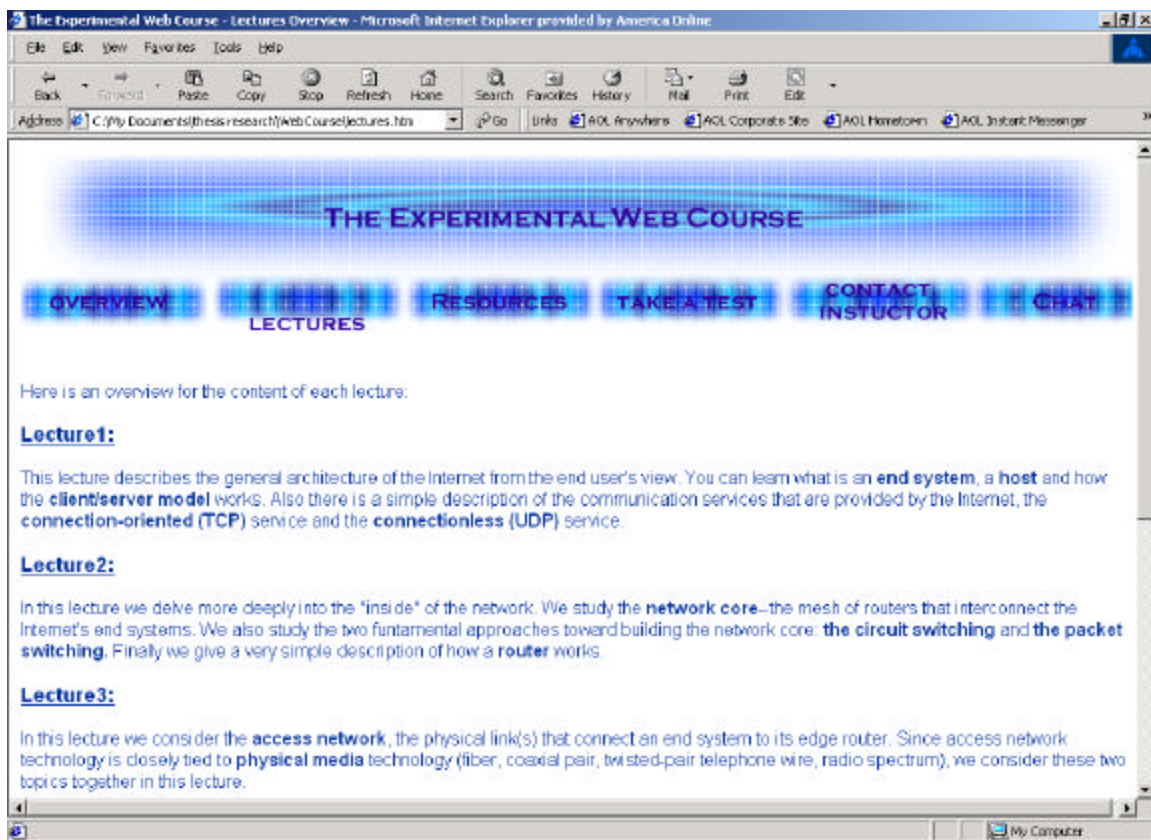 The Experimental Web Course - Lectures Overview - Microsoft Internet Explorer provided by America Online
File Edit View Favorites Tools Help
Back Forward Paste Copy Stop Refresh Home Search Favorites History Mail Print Edit
Address C:\My Documents\thesis research\WebCourse\lectures.htm Go Links AOL Anywhere AOL Corporate Site AOL Hometown AOL Instant Messenger
THE EXPERIMENTAL WEB COURSE
OVERVIEW LECTURES RESOURCES TAKE A TEST CONTACT INSTUCTOR CHAT
Here is an overview for the content of each lecture:
Lecture1:
This lecture describes the general architecture of the Internet from the end user's view. You can learn what is an end system, a host and how
the client/server model works. Also there is a simple description of the communication services that are provided by the Internet, the
connection-oriented (TCP) service and the connectionless (UDP) service.
Lecture2:
In this lecture we delve more deeply into the "inside" of the network. We study the network core--the mesh of routers that interconnect the
Internet's end systems. We also study the two funtamental approaches toward building the network core: the circuit switching and the packet
switching. Finally we give a very simple description of how a router works.
Lecture3:
In this lecture we consider the access network, the physical link(s) that connect an end system to its edge router. Since access network
technology is closely tied to physical media technology (fiber, coaxial pair, twisted-pair telephone wire, radio spectrum), we consider these two
topics together in this lecture.
My Computer